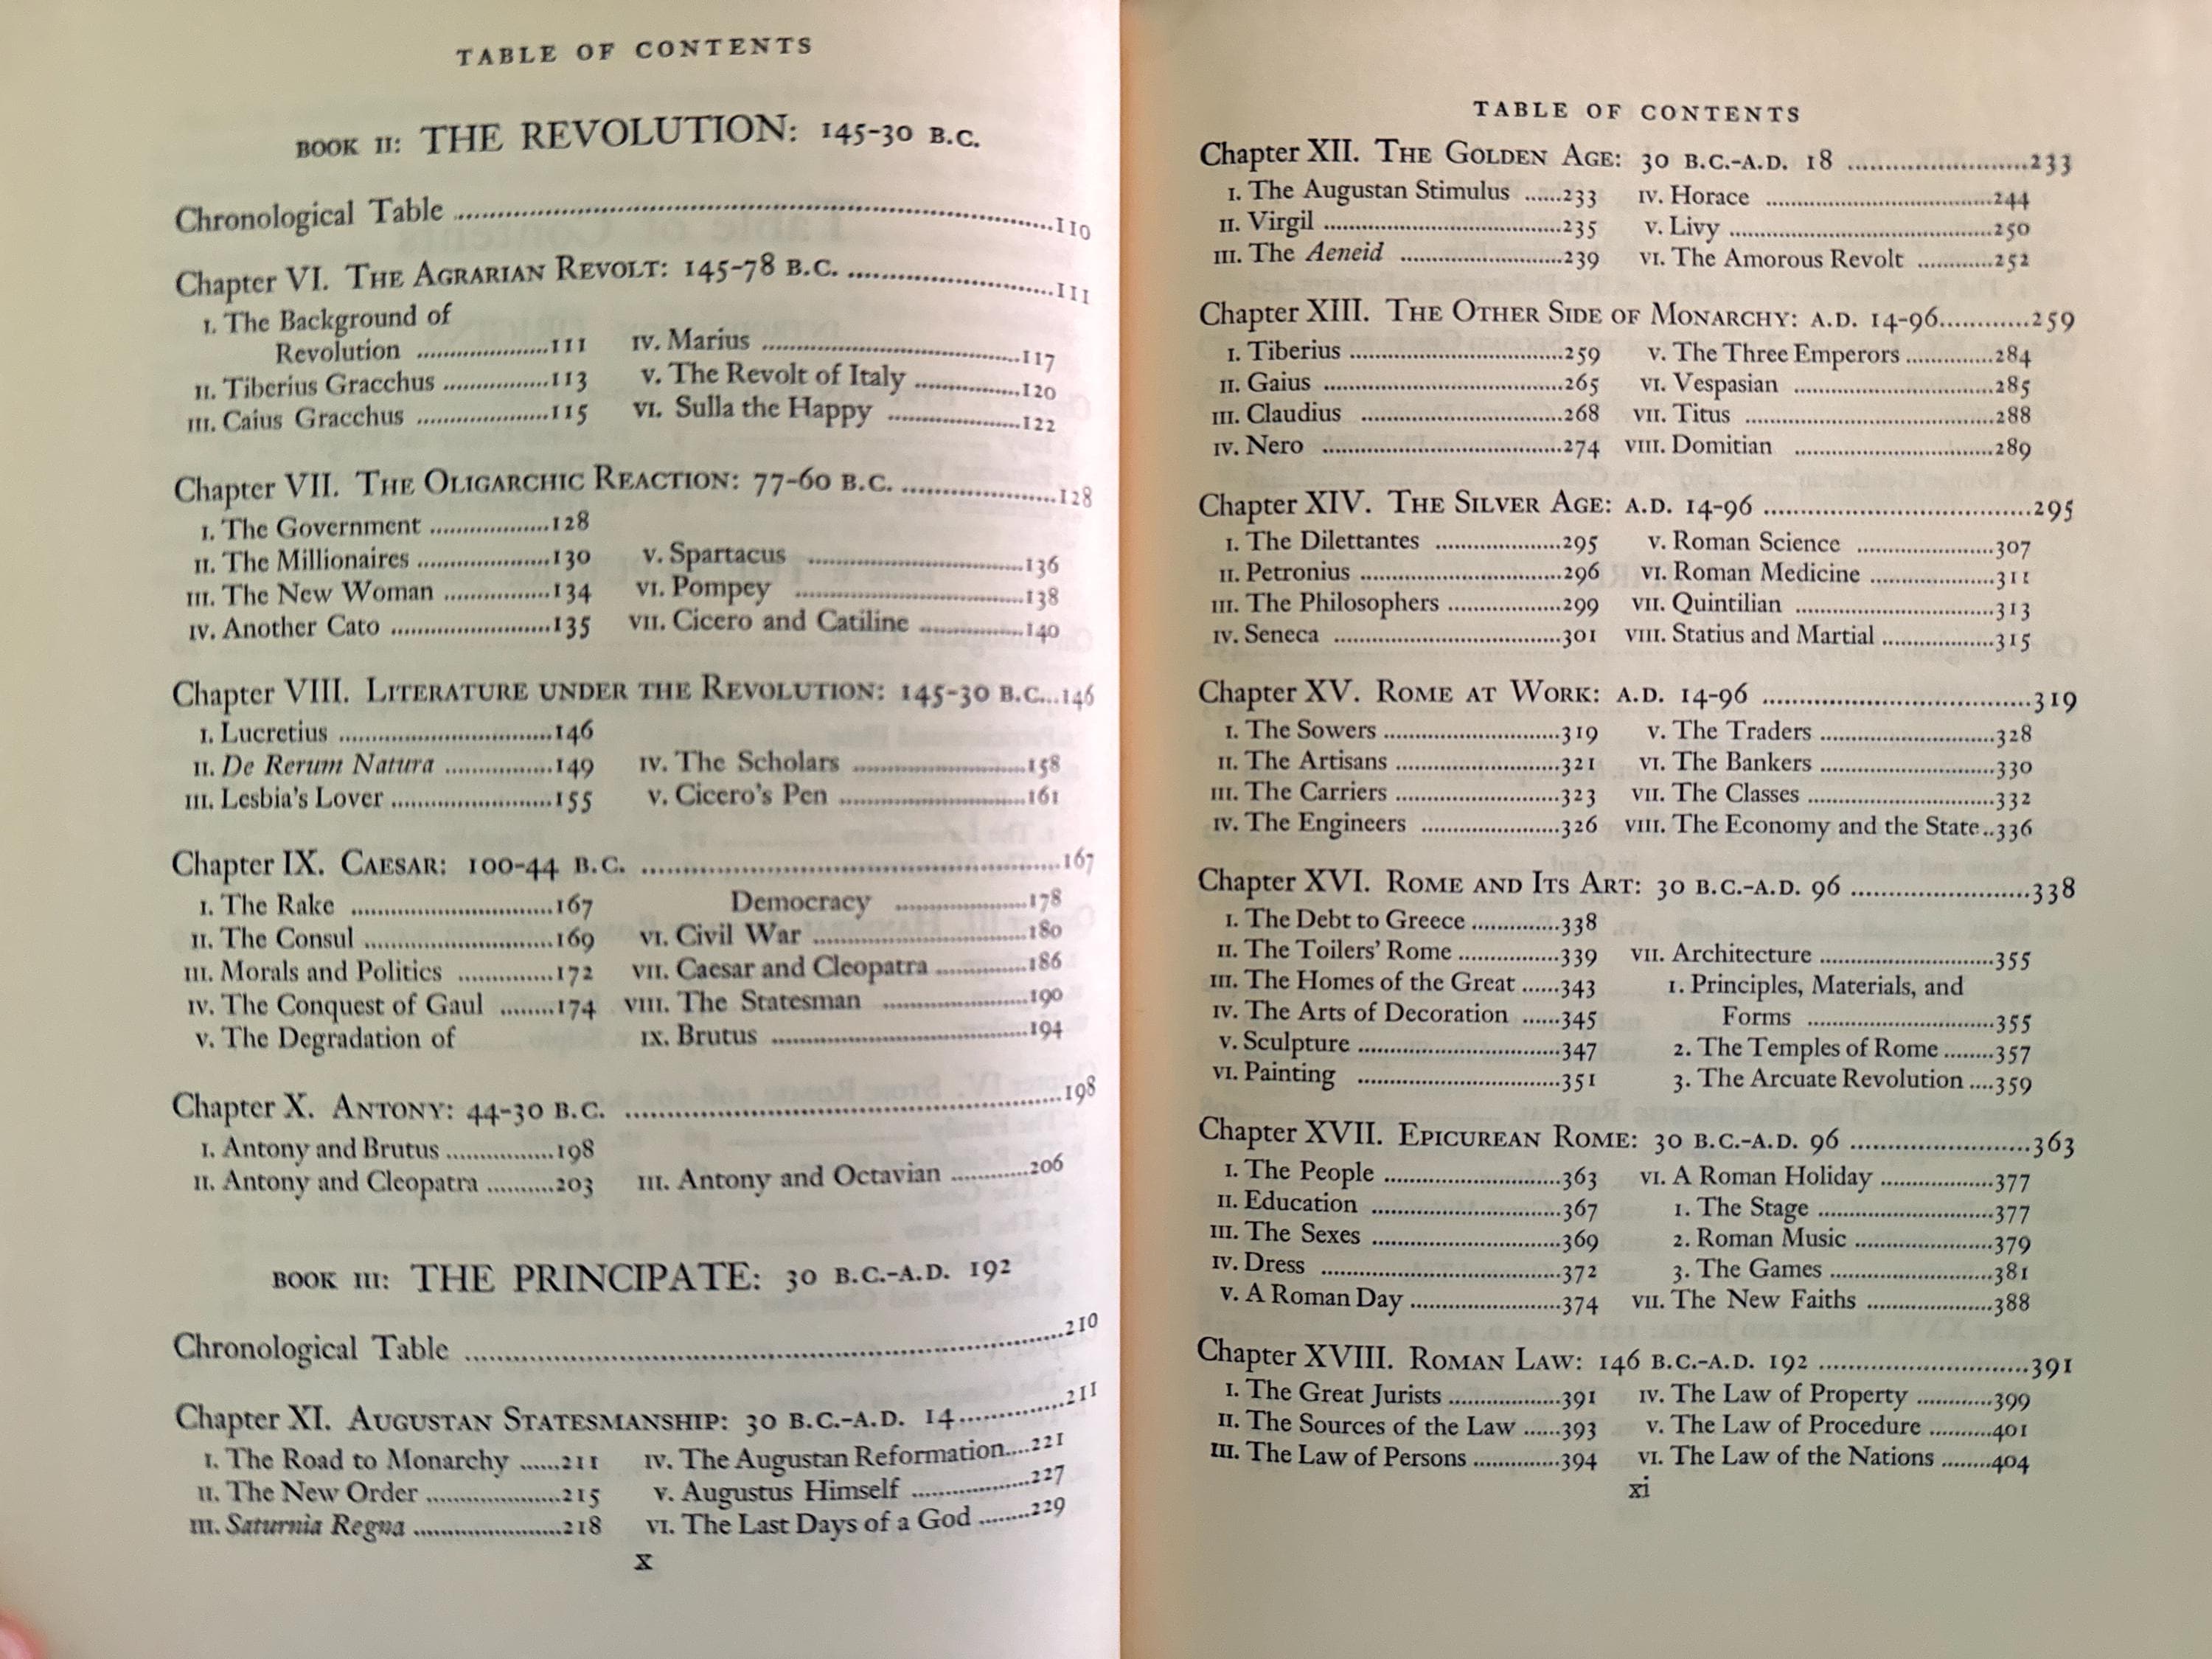 TABLE OF CONTENTS
BOOK II: THE REVOLUTION: 145-30 B.C.
Chronological Table ........ 110
Chapter VI. THE AGRARIAN REVOLT: 145-78 B.C. ........ 111
I. The Background of
Revolution ........ 111
II. Tiberius Gracchus ........ 113
III. Caius Gracchus ........ 115
IV. Marius ........ 117
V. The Revolt of Italy ........ 120
VI. Sulla the Happy ........ 122
Chapter VII. THE OLIGARCHIC REACTION: 77-60 B.C. ........ 128
I. The Government ........ 128
II. The Millionaires ........ 130
III. The New Woman ........ 134
IV. Another Cato ........ 135
V. Spartacus ........ 136
VI. Pompey ........ 138
VII. Cicero and Catiline ........ 140
Chapter VIII. LITERATURE UNDER THE REVOLUTION: 145-30 B.C...146
I. Lucretius ........ 146
II. De Rerum Natura ........ 149
III. Lesbia's Lover ........ 155
IV. The Scholars ........ 158
V. Cicero's Pen ........ 161
Chapter IX. CAESAR: 100-44 B.C. ........ 167
I. The Rake ........ 167
II. The Consul ........ 169
III. Morals and Politics ........ 172
IV. The Conquest of Gaul ........ 174
V. The Degradation of
Democracy ........ 178
VI. Civil War ........ 180
VII. Caesar and Cleopatra ........ 186
VIII. The Statesman ........ 190
IX. Brutus ........ 194
Chapter X. ANTONY: 44-30 B.C. ........ 198
I. Antony and Brutus ........ 198
II. Antony and Cleopatra ........ 203
III. Antony and Octavian ........ 206
BOOK III: THE PRINCIPATE: 30 B.C.-A.D. 192
Chronological Table ........ 210
Chapter XI. AUGUSTAN STATESMANSHIP: 30 B.C.-A.D. 14 ........ 211
I. The Road to Monarchy ........ 211
II. The New Order ........ 215
III. Saturnia Regna ........ 218
IV. The Augustan Reformation....221
V. Augustus Himself ........ 227
VI. The Last Days of a God ........ 229
x
TABLE OF CONTENTS
Chapter XII. THE GOLDEN AGE: 30 B.C.-A.D. 18 ........ 233
I. The Augustan Stimulus ........ 233
II. Virgil ........ 235
III. The Aeneid ........ 239
IV. Horace ........ 244
V. Livy ........ 250
VI. The Amorous Revolt ........ 252
Chapter XIII. THE OTHER SIDE OF MONARCHY: A.D. 14-96 ........ 259
I. Tiberius ........ 259
II. Gaius ........ 265
III. Claudius ........ 268
IV. Nero ........ 274
V. The Three Emperors ........ 284
VI. Vespasian ........ 285
VII. Titus ........ 288
VIII. Domitian ........ 289
Chapter XIV. THE SILVER AGE: A.D. 14-96 ........ 295
I. The Dilettantes ........ 295
II. Petronius ........ 296
III. The Philosophers ........ 299
IV. Seneca ........ 301
V. Roman Science ........ 307
VI. Roman Medicine ........ 311
VII. Quintilian ........ 313
VIII. Statius and Martial ........ 315
Chapter XV. ROME AT WORK: A.D. 14-96 ........ 319
I. The Sowers ........ 319
II. The Artisans ........ 321
III. The Carriers ........ 323
IV. The Engineers ........ 326
V. The Traders ........ 328
VI. The Bankers ........ 330
VII. The Classes ........ 332
VIII. The Economy and the State..336
Chapter XVI. ROME AND ITS ART: 30 B.C.-A.D. 96 ........ 338
I. The Debt to Greece ........ 338
II. The Toilers' Rome ........ 339
III. The Homes of the Great ........ 343
IV. The Arts of Decoration ........ 345
V. Sculpture ........ 347
VI. Painting ........ 351
VII. Architecture ........ 355
1. Principles, Materials, and
Forms ........ 355
2. The Temples of Rome ........ 357
3. The Arcuate Revolution ....359
Chapter XVII. EPICUREAN ROME: 30 B.C.-A.D. 96 ........ 363
I. The People ........ 363
II. Education ........ 367
III. The Sexes ........ 369
IV. Dress ........ 372
V. A Roman Day ........ 374
VI. A Roman Holiday ........ 377
1. The Stage ........ 377
2. Roman Music ........ 379
3. The Games ........ 381
VII. The New Faiths ........ 388
Chapter XVIII. ROMAN LAW: 146 B.C.-A.D. 192 ........ 391
I. The Great Jurists ........ 391
II. The Sources of the Law ........ 393
III. The Law of Persons ........ 394
IV. The Law of Property ........ 399
V. The Law of Procedure ........ 401
VI. The Law of the Nations ........ 404
xi